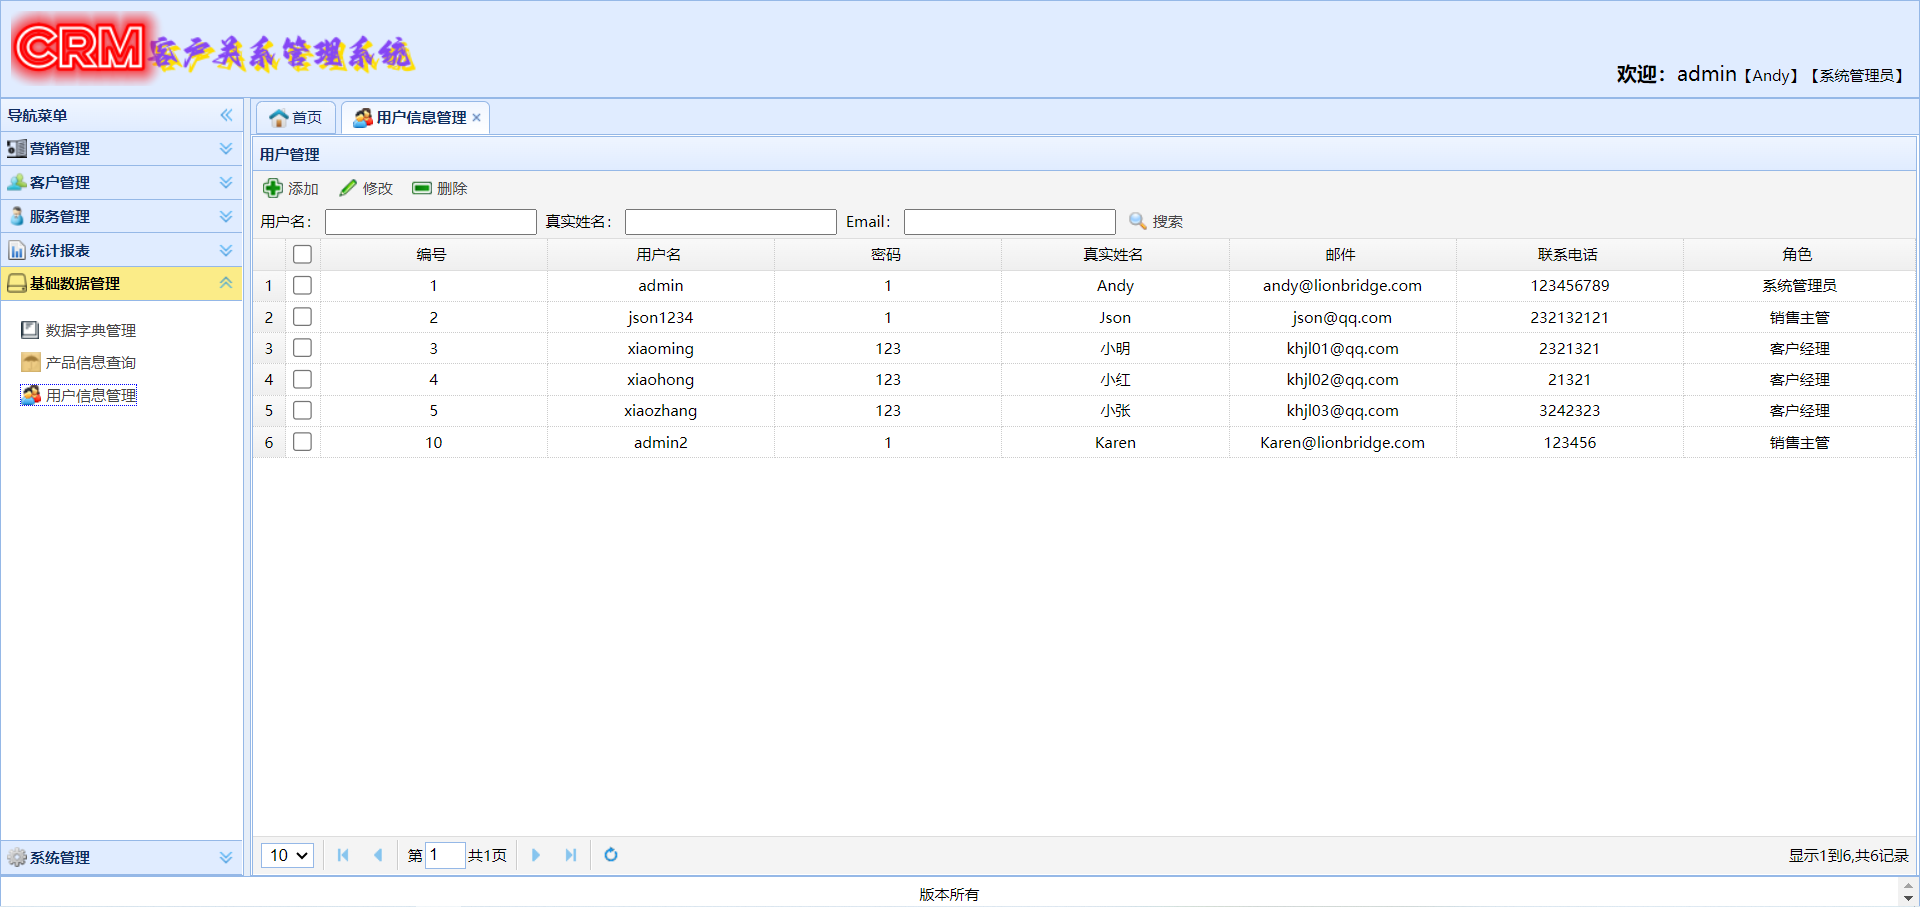 CRM客户关系管理系统
欢迎：admin【Andy】【系统管理员】
导航菜单
营销管理
客户管理
服务管理
统计报表
基础数据管理
数据字典管理
产品信息查询
用户信息管理
系统管理
首页 用户信息管理
用户管理
添加 修改 删除
用户名： 真实姓名： Email： 搜索
编号 用户名 密码 真实姓名 邮件 联系电话 角色
1 1 admin 1 Andy andy@lionbridge.com 123456789 系统管理员
2 2 json1234 1 Json json@qq.com 232132121 销售主管
3 3 xiaoming 123 小明 khjl01@qq.com 2321321 客户经理
4 4 xiaohong 123 小红 khjl02@qq.com 21321 客户经理
5 5 xiaozhang 123 小张 khjl03@qq.com 3242323 客户经理
6 10 admin2 1 Karen Karen@lionbridge.com 123456 销售主管
10 第 1 共1页 显示1到6,共6记录
版本所有